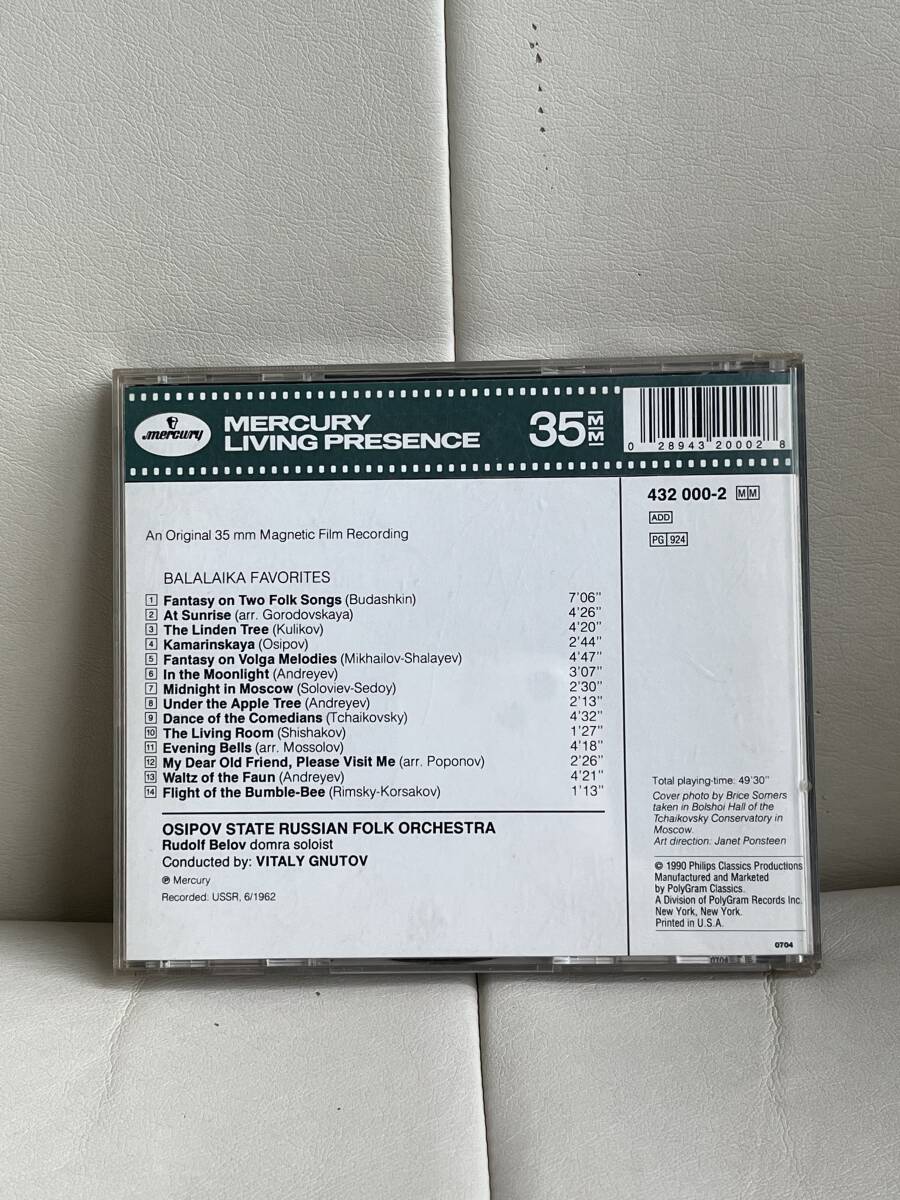 mercury
MERCURY
LIVING PRESENCE
35 MM
0 28943 20002 8
432 000-2 MM
ADD
PG 924
An Original 35 mm Magnetic Film Recording
BALALAIKA FAVORITES
1 Fantasy on Two Folk Songs (Budashkin) 7'06"
2 At Sunrise (arr. Gorodovskaya) 4'26"
3 The Linden Tree (Kulikov) 4'20"
4 Kamarinskaya (Osipov) 2'44"
5 Fantasy on Volga Melodies (Mikhailov-Shalayev) 4'47"
6 In the Moonlight (Andreyev) 3'07"
7 Midnight in Moscow (Soloviev-Sedoy) 2'30"
8 Under the Apple Tree (Andreyev) 2'13"
9 Dance of the Comedians (Tchaikovsky) 4'32"
10 The Living Room (Shishakov) 1'27"
11 Evening Bells (arr. Mossolov) 4'18"
12 My Dear Old Friend, Please Visit Me (arr. Poponov) 2'26"
13 Waltz of the Faun (Andreyev) 4'21"
14 Flight of the Bumble-Bee (Rimsky-Korsakov) 1'13"
OSIPOV STATE RUSSIAN FOLK ORCHESTRA
Rudolf Belov domra soloist
Conducted by: VITALY GNUTOV
℗ Mercury
Recorded: USSR, 6/1962
Total playing-time: 49'30"
Cover photo by Brice Somers
taken in Bolshoi Hall of the
Tchaikovsky Conservatory in
Moscow.
Art direction: Janet Ponsteen
© 1990 Philips Classics Productions
Manufactured and Marketed
by PolyGram Classics.
A Division of PolyGram Records Inc.
New York, New York.
Printed in U.S.A.
0704
0704